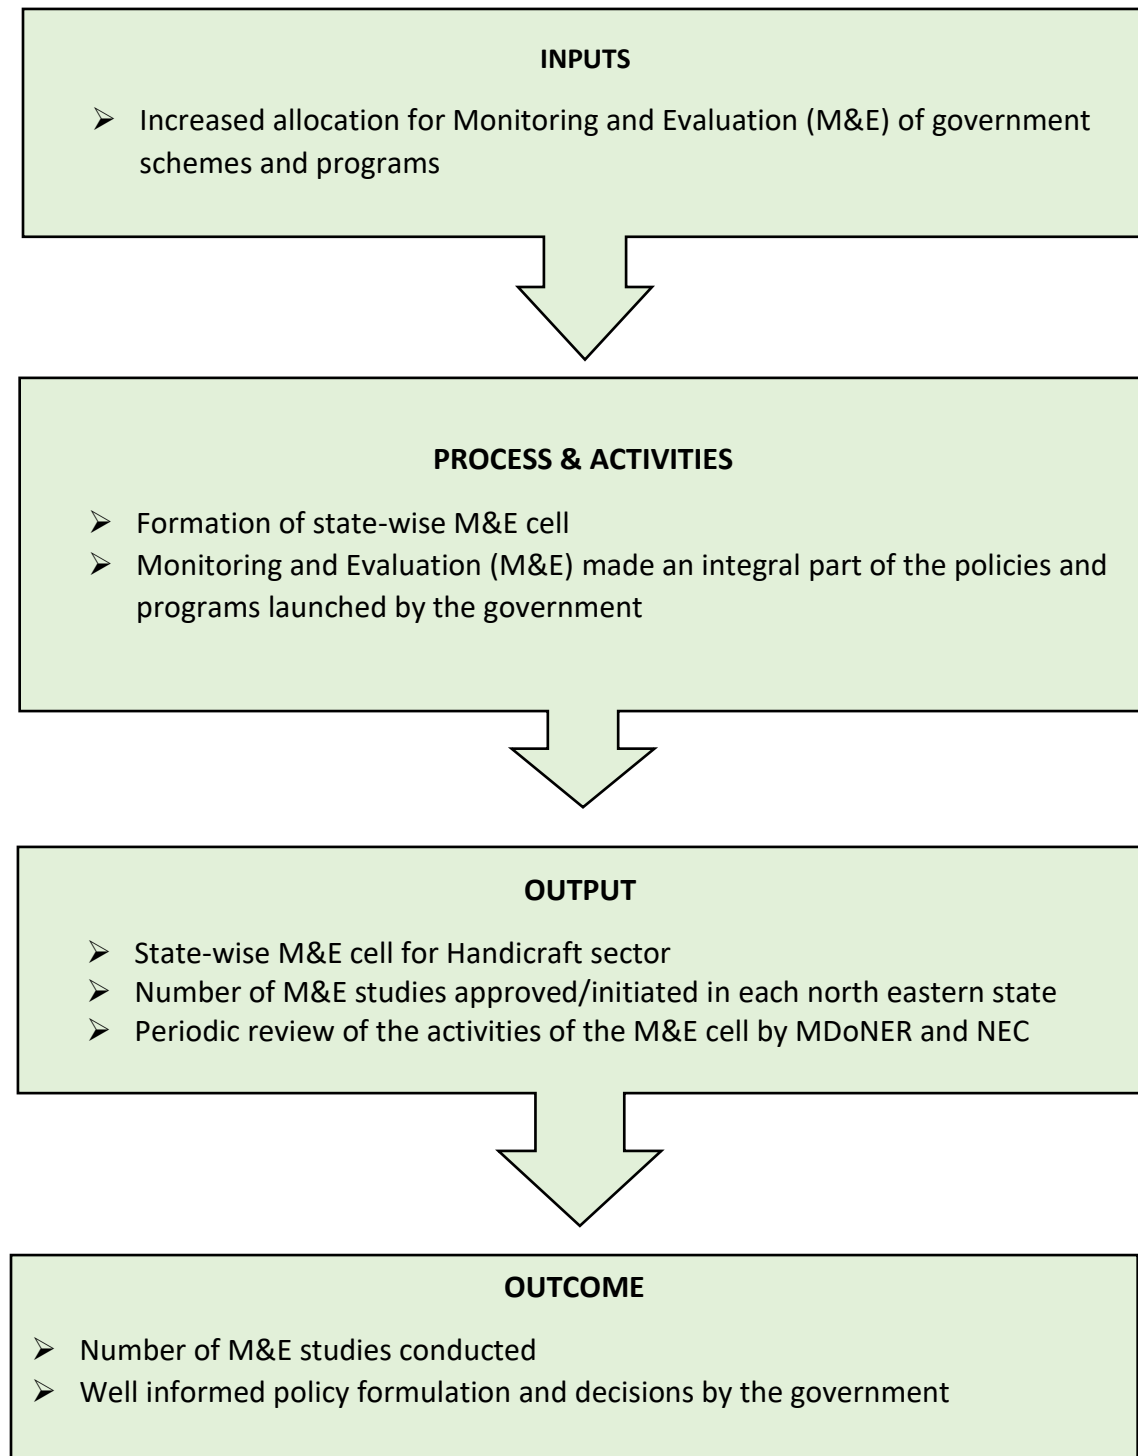 INPUTS
➢ Increased allocation for Monitoring and Evaluation (M&E) of government
schemes and programs
PROCESS & ACTIVITIES
➢ Formation of state-wise M&E cell
➢ Monitoring and Evaluation (M&E) made an integral part of the policies and
programs launched by the government
OUTPUT
➢ State-wise M&E cell for Handicraft sector
➢ Number of M&E studies approved/initiated in each north eastern state
➢ Periodic review of the activities of the M&E cell by MDoNER and NEC
OUTCOME
➢ Number of M&E studies conducted
➢ Well informed policy formulation and decisions by the government